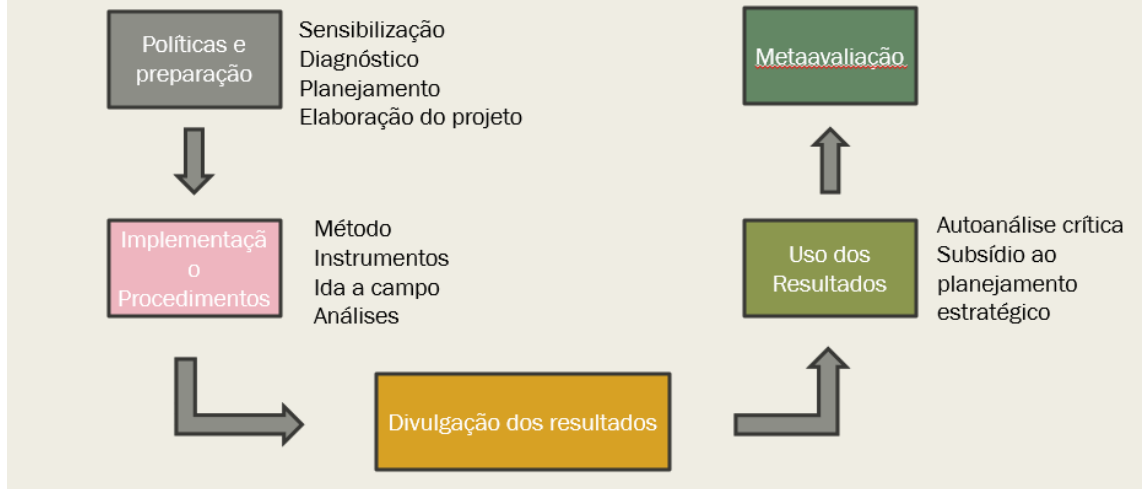 Políticas e
preparação
Sensibilização
Diagnóstico
Planejamento
Elaboração do projeto
Implementaçã
o
Procedimentos
Método
Instrumentos
Ida a campo
Análises
Divulgação dos resultados
Uso dos
Resultados
Autoanálise crítica
Subsídio ao
planejamento
estratégico
Metaavaliação